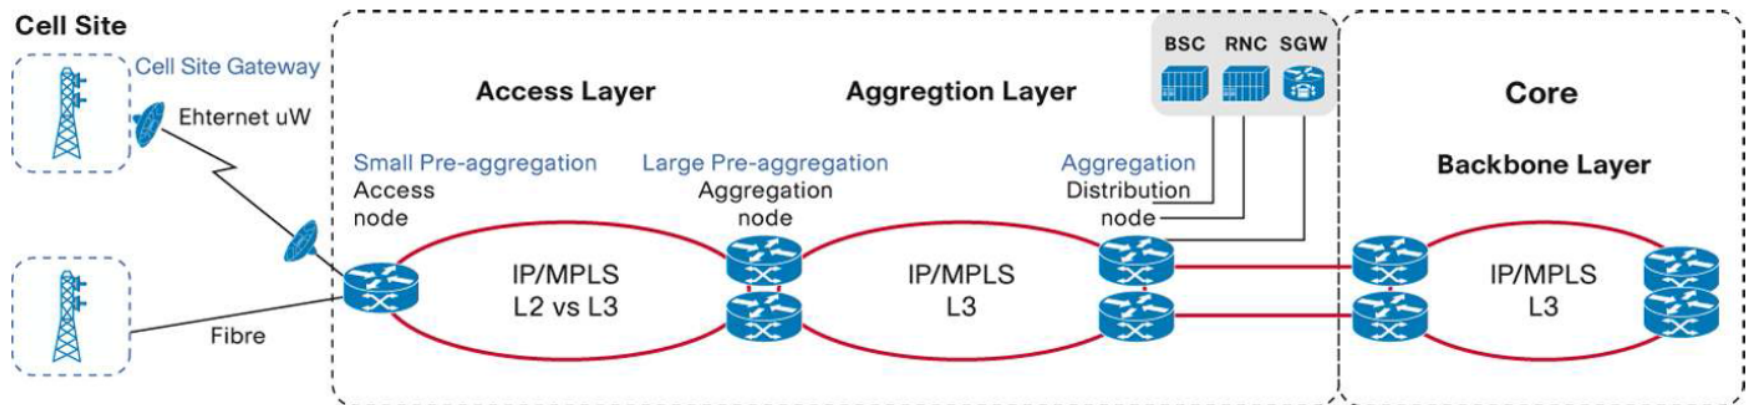 Cell Site
Cell Site Gateway
Ehternet uW
Fibre
Access Layer
Small Pre-aggregation
Access
node
IP/MPLS
L2 vs L3
Aggregtion Layer
Large Pre-aggregation
Aggregation
node
IP/MPLS
L3
BSC RNC SGW
Aggregation
Distribution
node
Core
Backbone Layer
IP/MPLS
L3